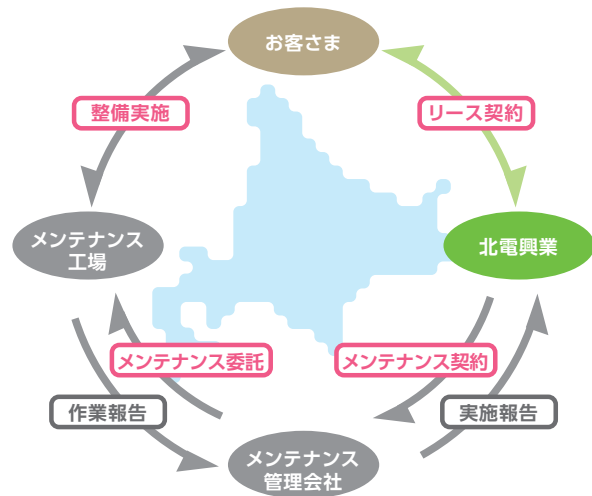 お客さま
整備実施
リース契約
メンテナンス
工場
北電興業
メンテナンス委託
メンテナンス契約
作業報告
実施報告
メンテナンス
管理会社